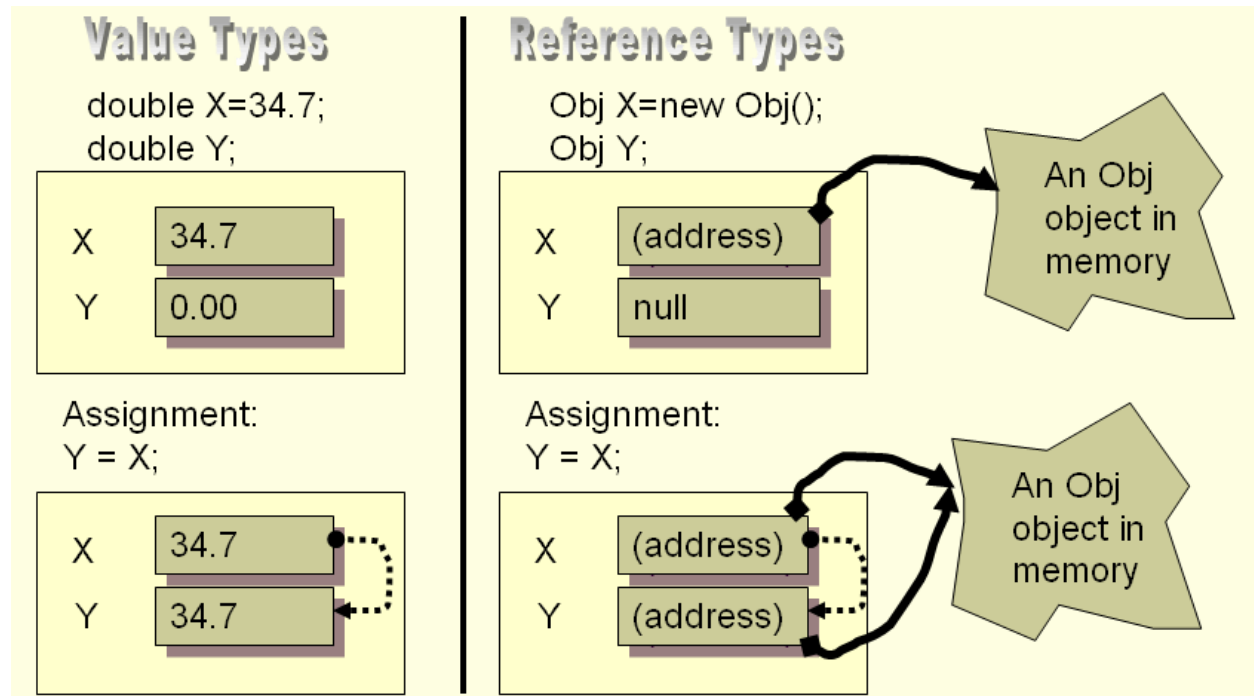 Value Types
double X=34.7;
double Y;
X 34.7
Y 0.00
Assignment:
Y = X;
X 34.7
Y 34.7
Reference Types
Obj X=new Obj();
Obj Y;
X (address)
Y null
An Obj
object in
memory
Assignment:
Y = X;
X (address)
Y (address)
An Obj
object in
memory